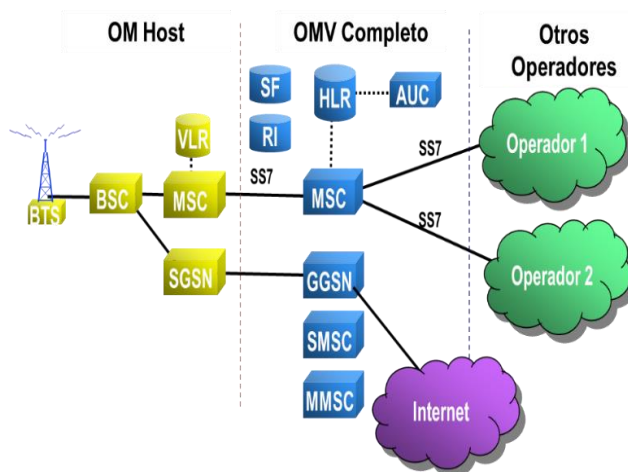 OM Host
OMV Completo
Otros
Operadores
SF
HLR
AUC
RI
VLR
Operador 1
SS7
SS7
BTS
BSC
MSC
MSC
SS7
Operador 2
SGSN
GGSN
SMSC
MMSC
Internet